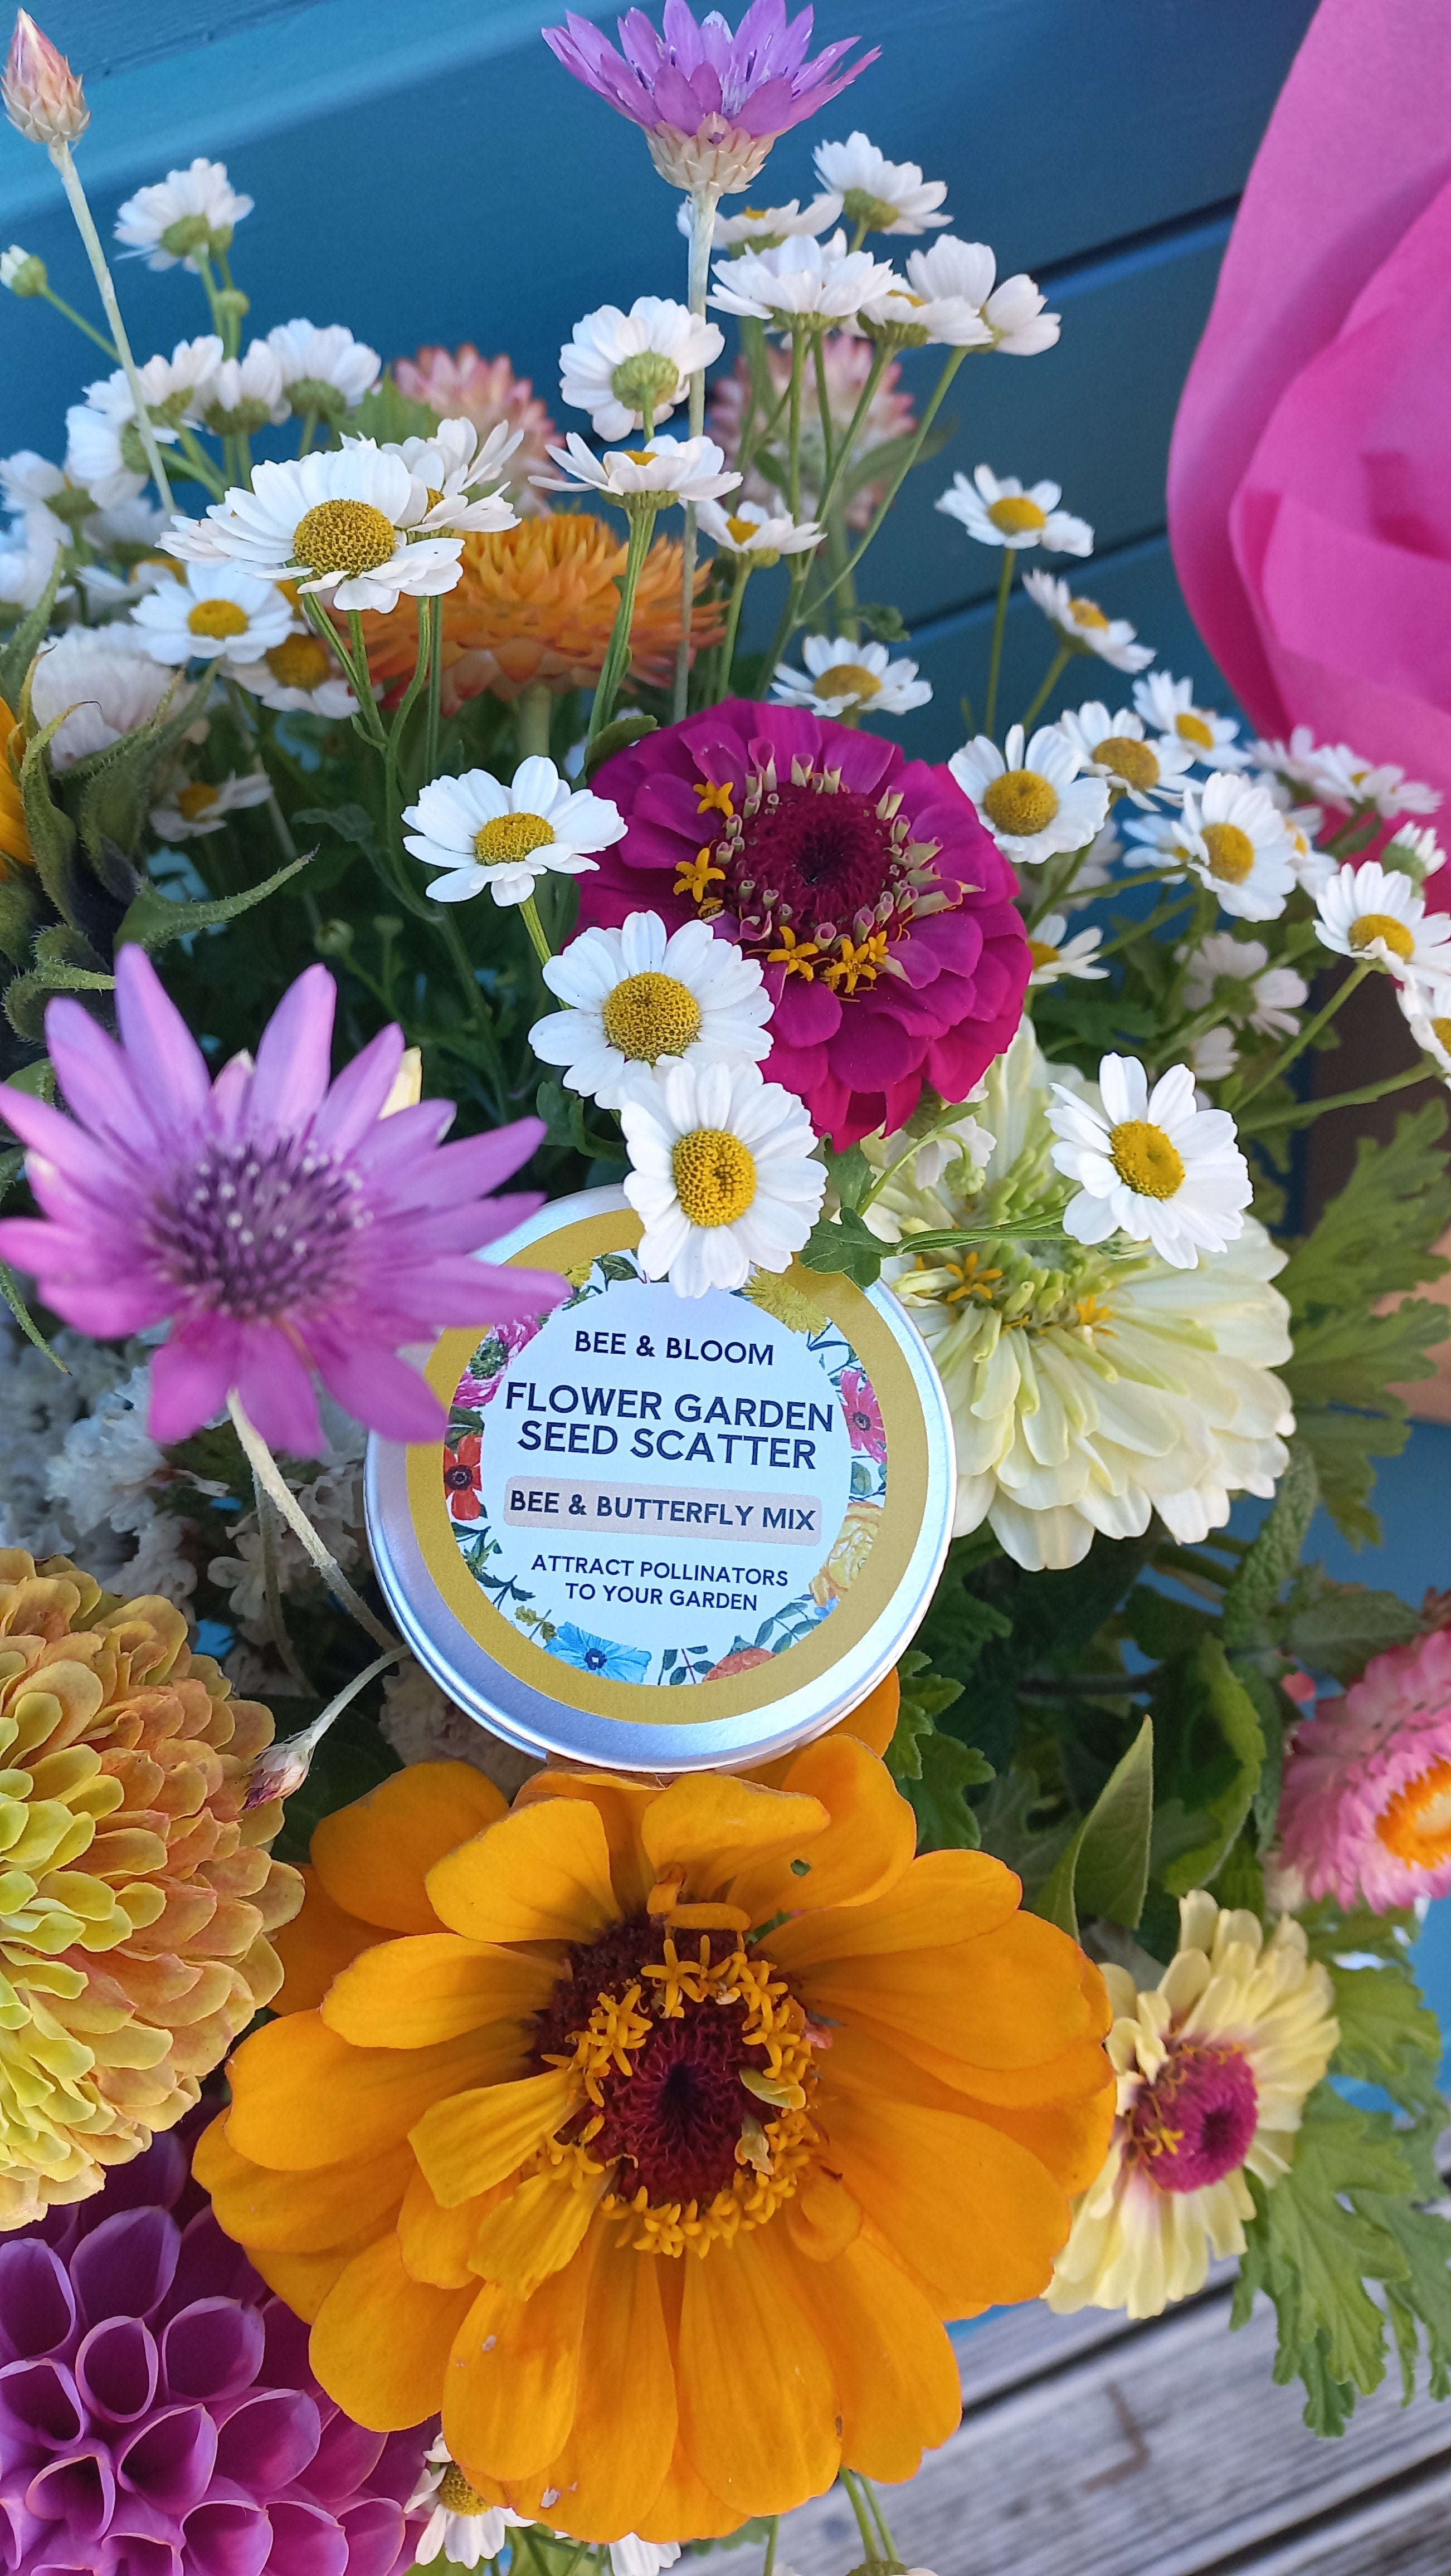 BEE & BLOOM
FLOWER GARDEN
SEED SCATTER
BEE & BUTTERFLY MIX
ATTRACT POLLINATORS
TO YOUR GARDEN